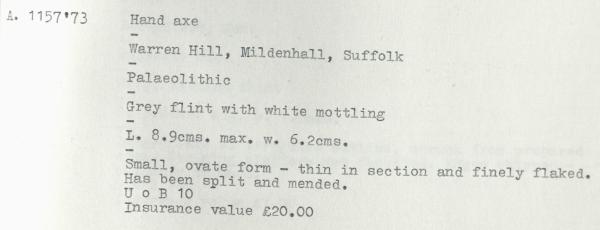 A. 1157'73
Hand axe
-
Warren Hill, Mildenhall, Suffolk
-
Palaeolithic
-
Grey flint with white mottling
-
L. 8.9cms. max. w. 6.2cms.
-
Small, ovate form - thin in section and finely flaked.
Has been split and mended.
U o B 10
Insurance value £20.00